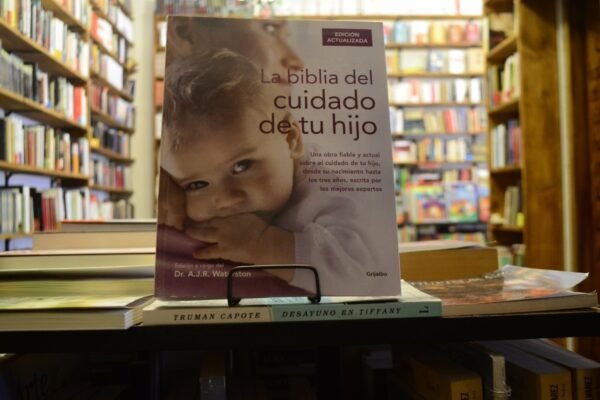 EDICIÓN
ACTUALIZADA
La biblia del
cuidado
de tu hijo
Una obra fiable y actual
sobre el cuidado de tu hijo,
desde su nacimiento hasta
los tres años, escrita por
los mejores expertos
Edición a cargo del
Dr. A.J.R. Waterston
Grijalbo
TRUMAN CAPOTE DESAYUNO EN TIFFANY L